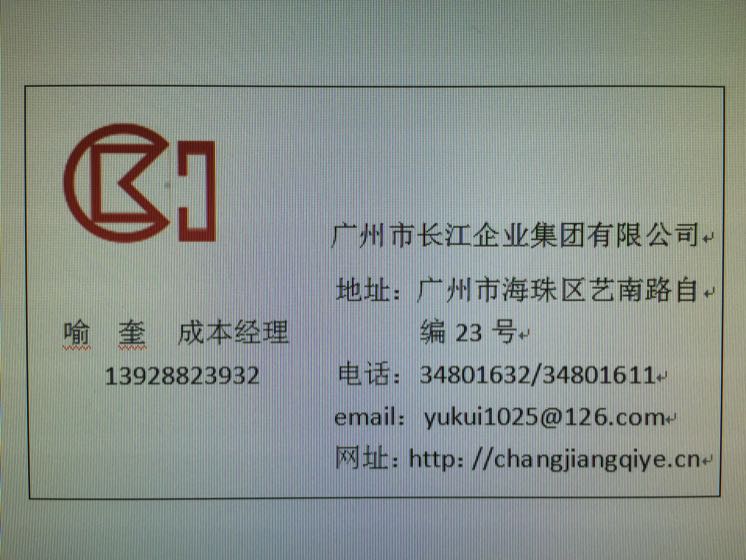 喻　奎　成本经理
13928823932
广州市长江企业集团有限公司
地址：广州市海珠区艺南路自
编 23 号
电话：34801632/34801611
email：yukui1025@126.com
网址：http：//changjiangqiye.cn